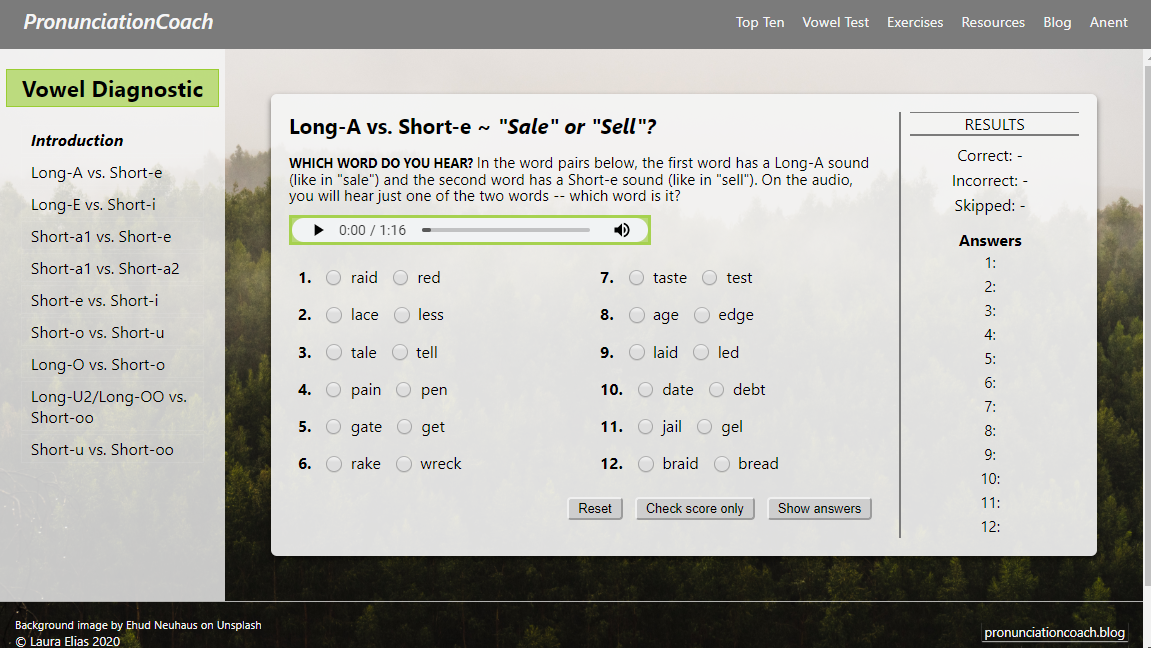 PronunciationCoach
Top Ten Vowel Test Exercises Resources Blog Anent
Vowel Diagnostic
Introduction
Long-A vs. Short-e
Long-E vs. Short-i
Short-a1 vs. Short-e
Short-a1 vs. Short-a2
Short-e vs. Short-i
Short-o vs. Short-u
Long-O vs. Short-o
Long-U2/Long-OO vs.
Short-oo
Short-u vs. Short-oo
Long-A vs. Short-e ~ "Sale" or "Sell"?
WHICH WORD DO YOU HEAR? In the word pairs below, the first word has a Long-A sound
(like in "sale") and the second word has a Short-e sound (like in "sell"). On the audio,
you will hear just one of the two words -- which word is it?
0:00 / 1:16
1. raid red
2. lace less
3. tale tell
4. pain pen
5. gate get
6. rake wreck
7. taste test
8. age edge
9. laid led
10. date debt
11. jail gel
12. braid bread
Reset Check score only Show answers
RESULTS
Correct: -
Incorrect: -
Skipped: -
Answers
1:
2:
3:
4:
5:
6:
7:
8:
9:
10:
11:
12:
Background image by Ehud Neuhaus on Unsplash
© Laura Elias 2020
pronunciationcoach.blog